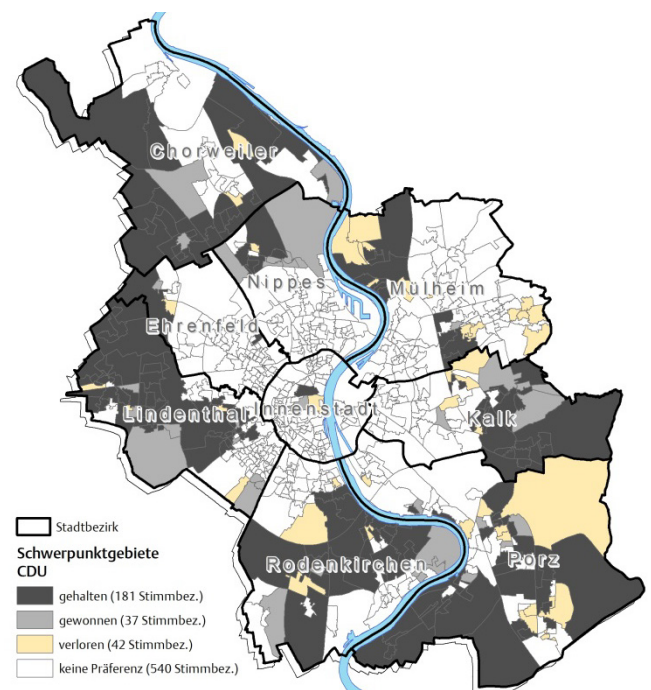 Chorweiler
Nippes
Mülheim
Ehrenfeld
Lindenthal
Innenstadt
Kalk
Rodenkirchen
Porz
Stadtbezirk
Schwerpunktgebiete
CDU
gehalten (181 Stimmbez.)
gewonnen (37 Stimmbez.)
verloren (42 Stimmbez.)
keine Präferenz (540 Stimmbez.)